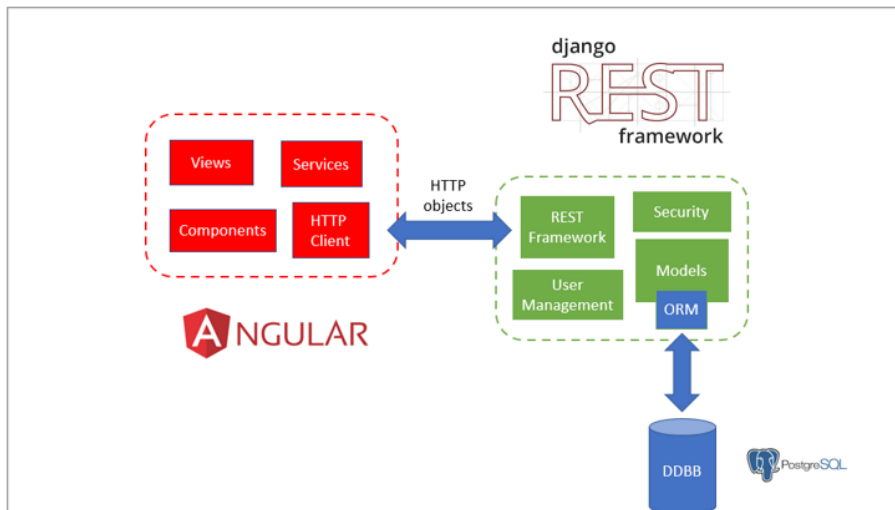 django
REST
framework
Views
Services
HTTP
objects
Components
HTTP
Client
REST
Framework
Security
User
Management
Models
ORM
ANGULAR
DDBB
PostgreSQL